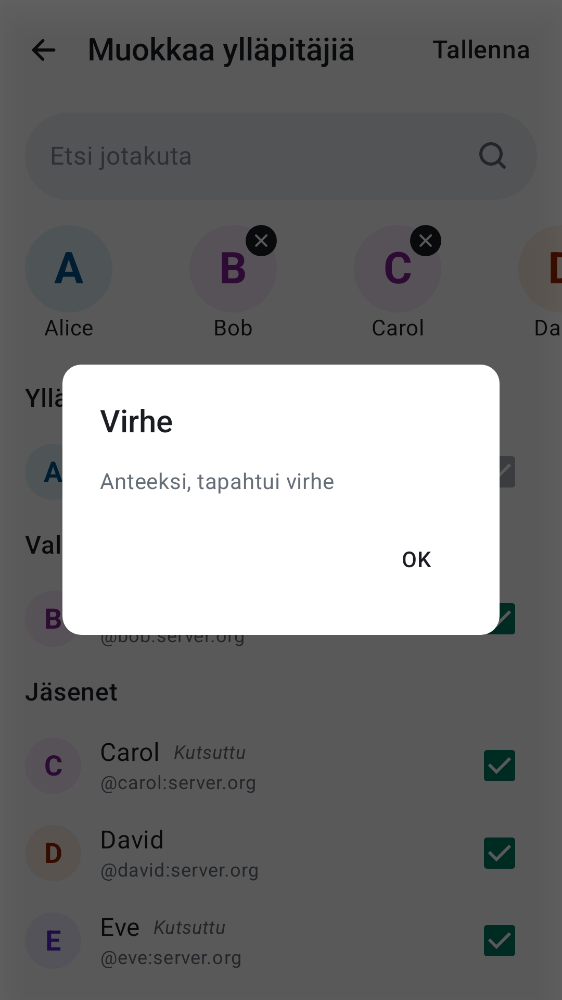 Muokkaa ylläpitäjiä
Tallenna
Etsi jotakuta
A
B
C
Alice
Bob
Carol
Da
Yllä
Virhe
Anteeksi, tapahtui virhe
OK
A
Val
B
@bob:server.org
Jäsenet
C
Carol Kutsuttu
@carol:server.org
D
David
@david:server.org
E
Eve Kutsuttu
@eve:server.org